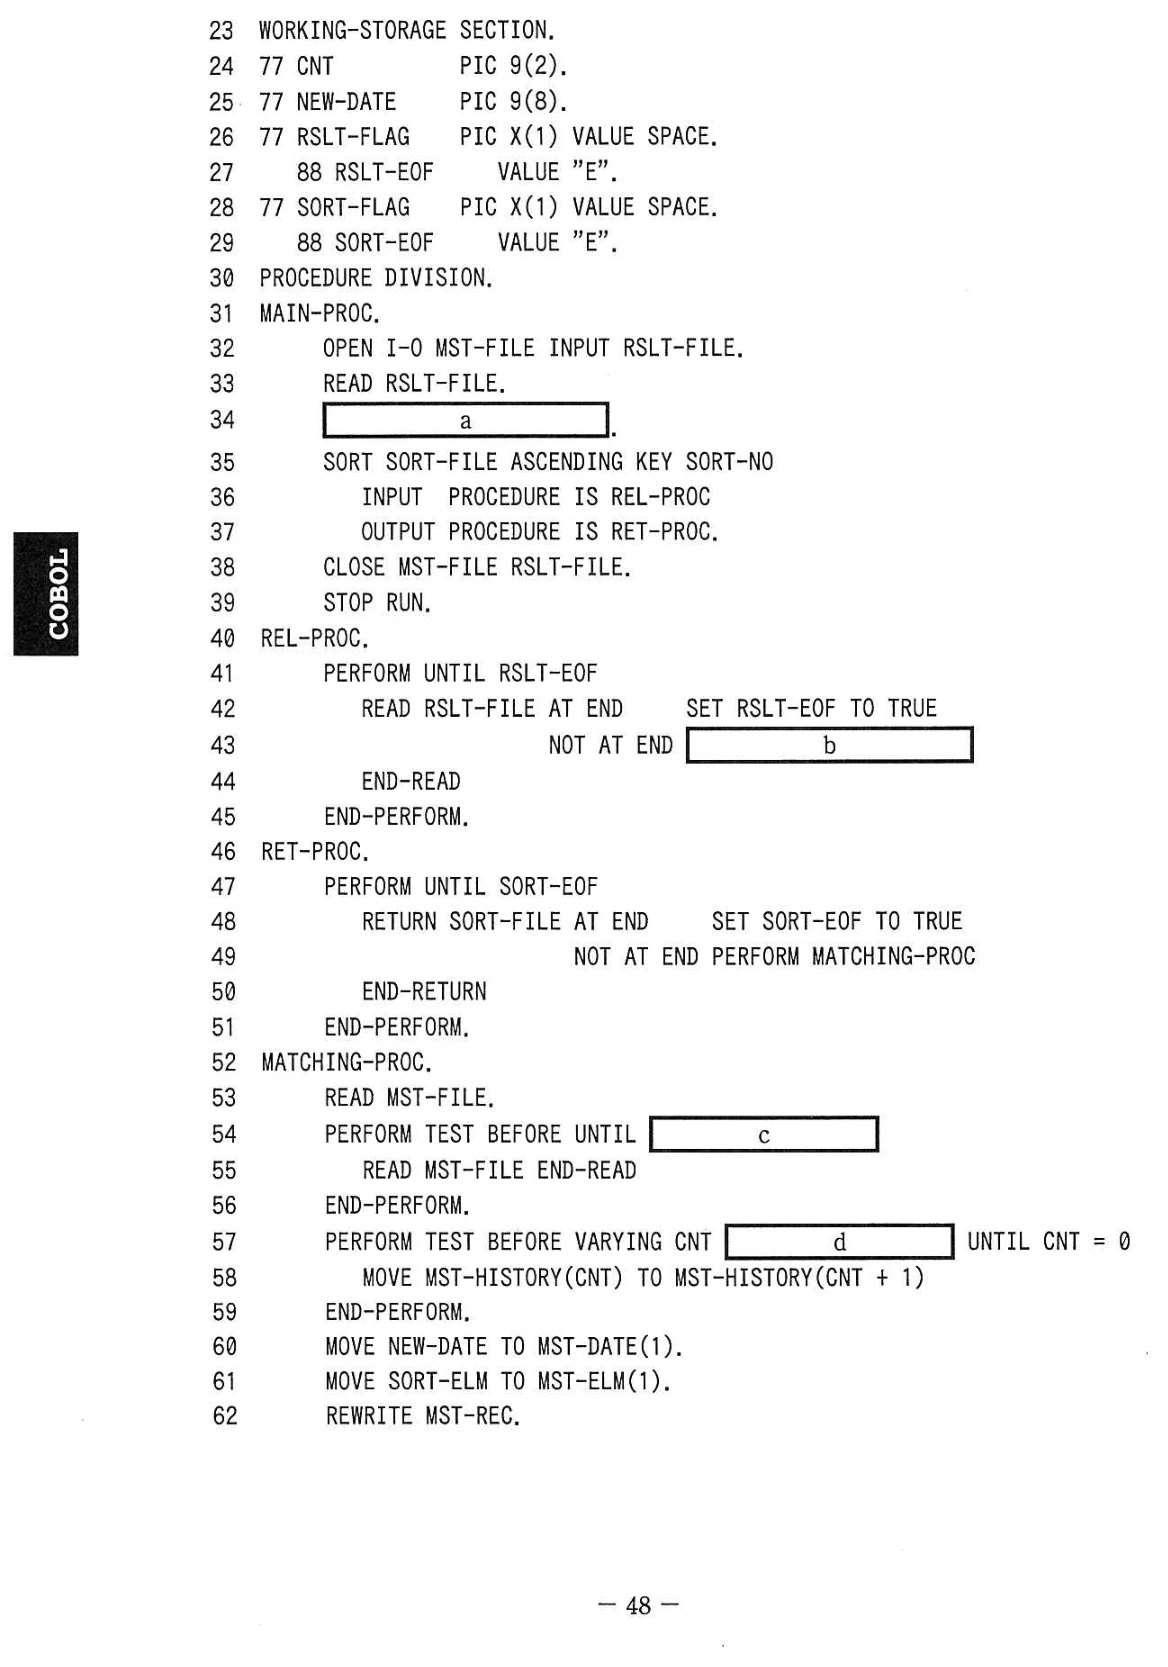 23 WORKING-STORAGE SECTION.
24 77 CNT PIC 9(2).
25 77 NEW-DATE PIC 9(8).
26 77 RSLT-FLAG PIC X(1) VALUE SPACE.
27 88 RSLT-EOF VALUE ”E”.
28 77 SORT-FLAG PIC X(1) VALUE SPACE.
29 88 SORT-EOF VALUE ”E”.
30 PROCEDURE DIVISION.
31 MAIN-PROC.
32 OPEN I-O MST-FILE INPUT RSLT-FILE.
33 READ RSLT-FILE.
34 a .
35 SORT SORT-FILE ASCENDING KEY SORT-NO
36 INPUT PROCEDURE IS REL-PROC
37 OUTPUT PROCEDURE IS RET-PROC.
38 CLOSE MST-FILE RSLT-FILE.
39 STOP RUN.
40 REL-PROC.
41 PERFORM UNTIL RSLT-EOF
42 READ RSLT-FILE AT END SET RSLT-EOF TO TRUE
43 NOT AT END b
44 END-READ
45 END-PERFORM.
46 RET-PROC.
47 PERFORM UNTIL SORT-EOF
48 RETURN SORT-FILE AT END SET SORT-EOF TO TRUE
49 NOT AT END PERFORM MATCHING-PROC
50 END-RETURN
51 END-PERFORM.
52 MATCHING-PROC.
53 READ MST-FILE.
54 PERFORM TEST BEFORE UNTIL c
55 READ MST-FILE END-READ
56 END-PERFORM.
57 PERFORM TEST BEFORE VARYING CNT d UNTIL CNT = 0
58 MOVE MST-HISTORY(CNT) TO MST-HISTORY(CNT + 1)
59 END-PERFORM.
60 MOVE NEW-DATE TO MST-DATE(1).
61 MOVE SORT-ELM TO MST-ELM(1).
62 REWRITE MST-REC.
COBOL
— 48 —